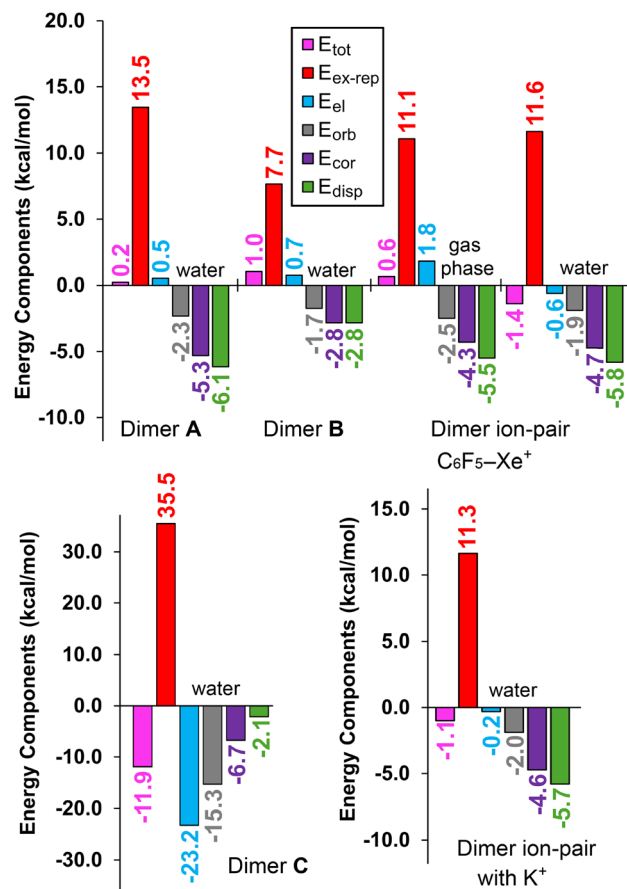 Energy Components (kcal/mol)
20.0
15.0
10.0
5.0
0.0
-5.0
-10.0
E_tot
E_ex-rep
E_el
E_orb
E_cor
E_disp
0.2
13.5
0.5
water
-2.3
-5.3
-6.1
Dimer A
1.0
7.7
0.7
water
-1.7
-2.8
-2.8
Dimer B
0.6
11.1
1.8
gas
phase
-2.5
-4.3
-5.5
-1.4
11.6
-0.6
water
-1.9
-4.7
-5.8
Dimer ion-pair
C₆F₅–Xe⁺
Energy Components (kcal/mol)
30.0
20.0
10.0
0.0
-10.0
-20.0
-30.0
-11.9
35.5
-23.2
water
-15.3
-6.7
-2.1
Dimer C
Energy Components (kcal/mol)
15.0
10.0
5.0
0.0
-5.0
-10.0
-1.1
11.3
-0.2
water
-2.0
-4.6
-5.7
Dimer ion-pair
with K⁺